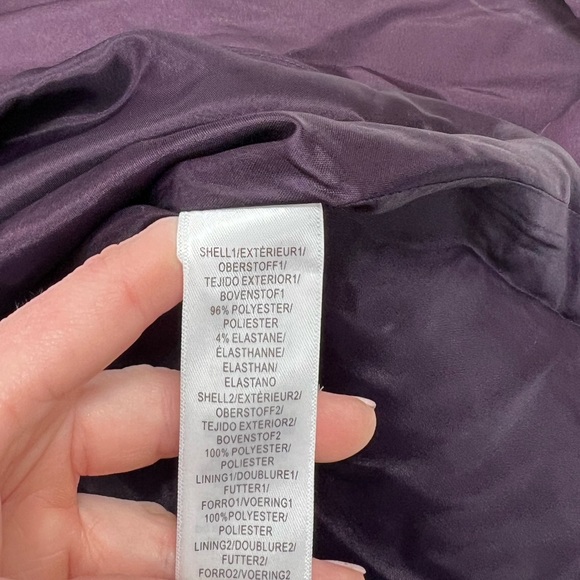 SHELL1/EXTÉRIEUR1/
OBERSTOFF1/
TEJIDO EXTERIOR1/
BOVENSTOF1
96% POLYESTER/
POLIESTER
4% ELASTANE/
ÉLASTHANNE/
ELASTHAN/
ELASTANO
SHELL2/EXTÉRIEUR2/
OBERSTOFF2/
TEJIDO EXTERIOR2/
BOVENSTOF2
100% POLYESTER/
POLIESTER
LINING1/DOUBLURE1/
FUTTER1/
FORRO1/VOERING1
100%POLYESTER/
POLIESTER
LINING2/DOUBLURE2/
FUTTER2/
FORRO2/VOERING2